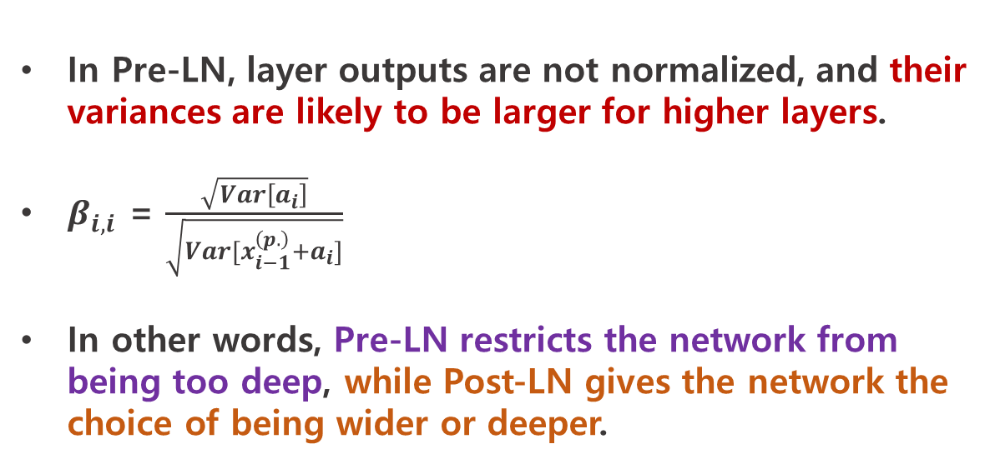 • In Pre-LN, layer outputs are not normalized, and their
variances are likely to be larger for higher layers.
• $\beta_{i,i} = \frac{\sqrt{Var[a_i]}}{\sqrt{Var[x_{i-1}^{(p.)}+a_i]}}$
• In other words, Pre-LN restricts the network from
being too deep, while Post-LN gives the network the
choice of being wider or deeper.